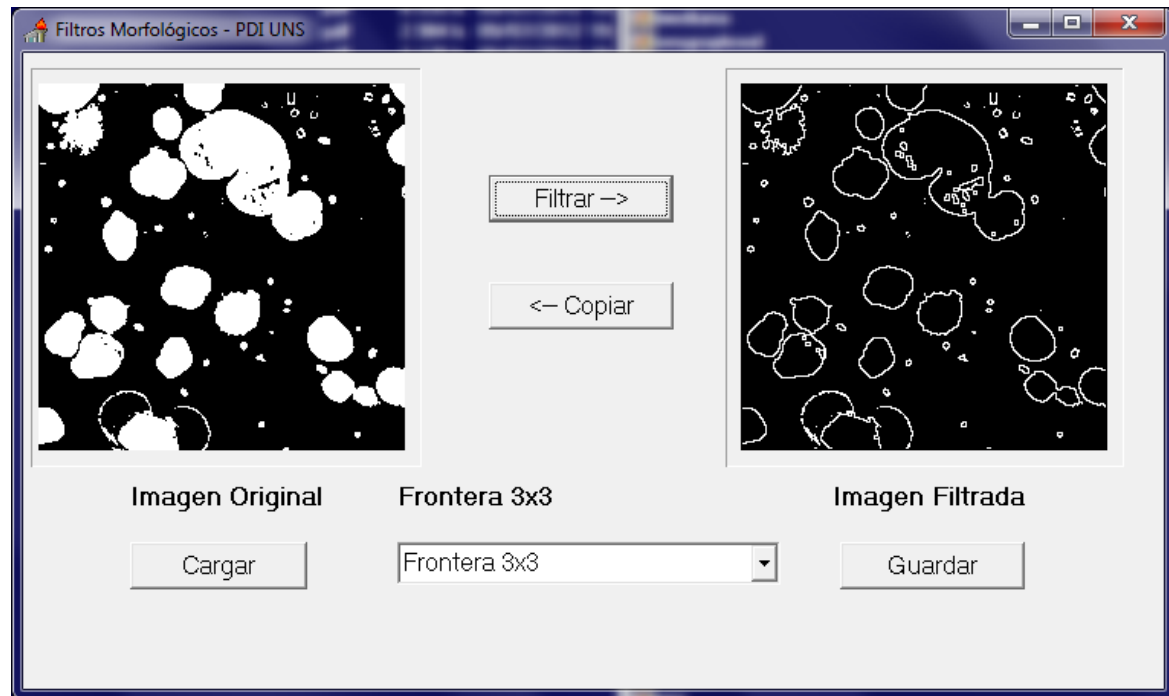 Filtros Morfológicos - PDI UNS
Filtrar –>
<– Copiar
Imagen Original
Frontera 3x3
Imagen Filtrada
Cargar
Frontera 3x3
Guardar